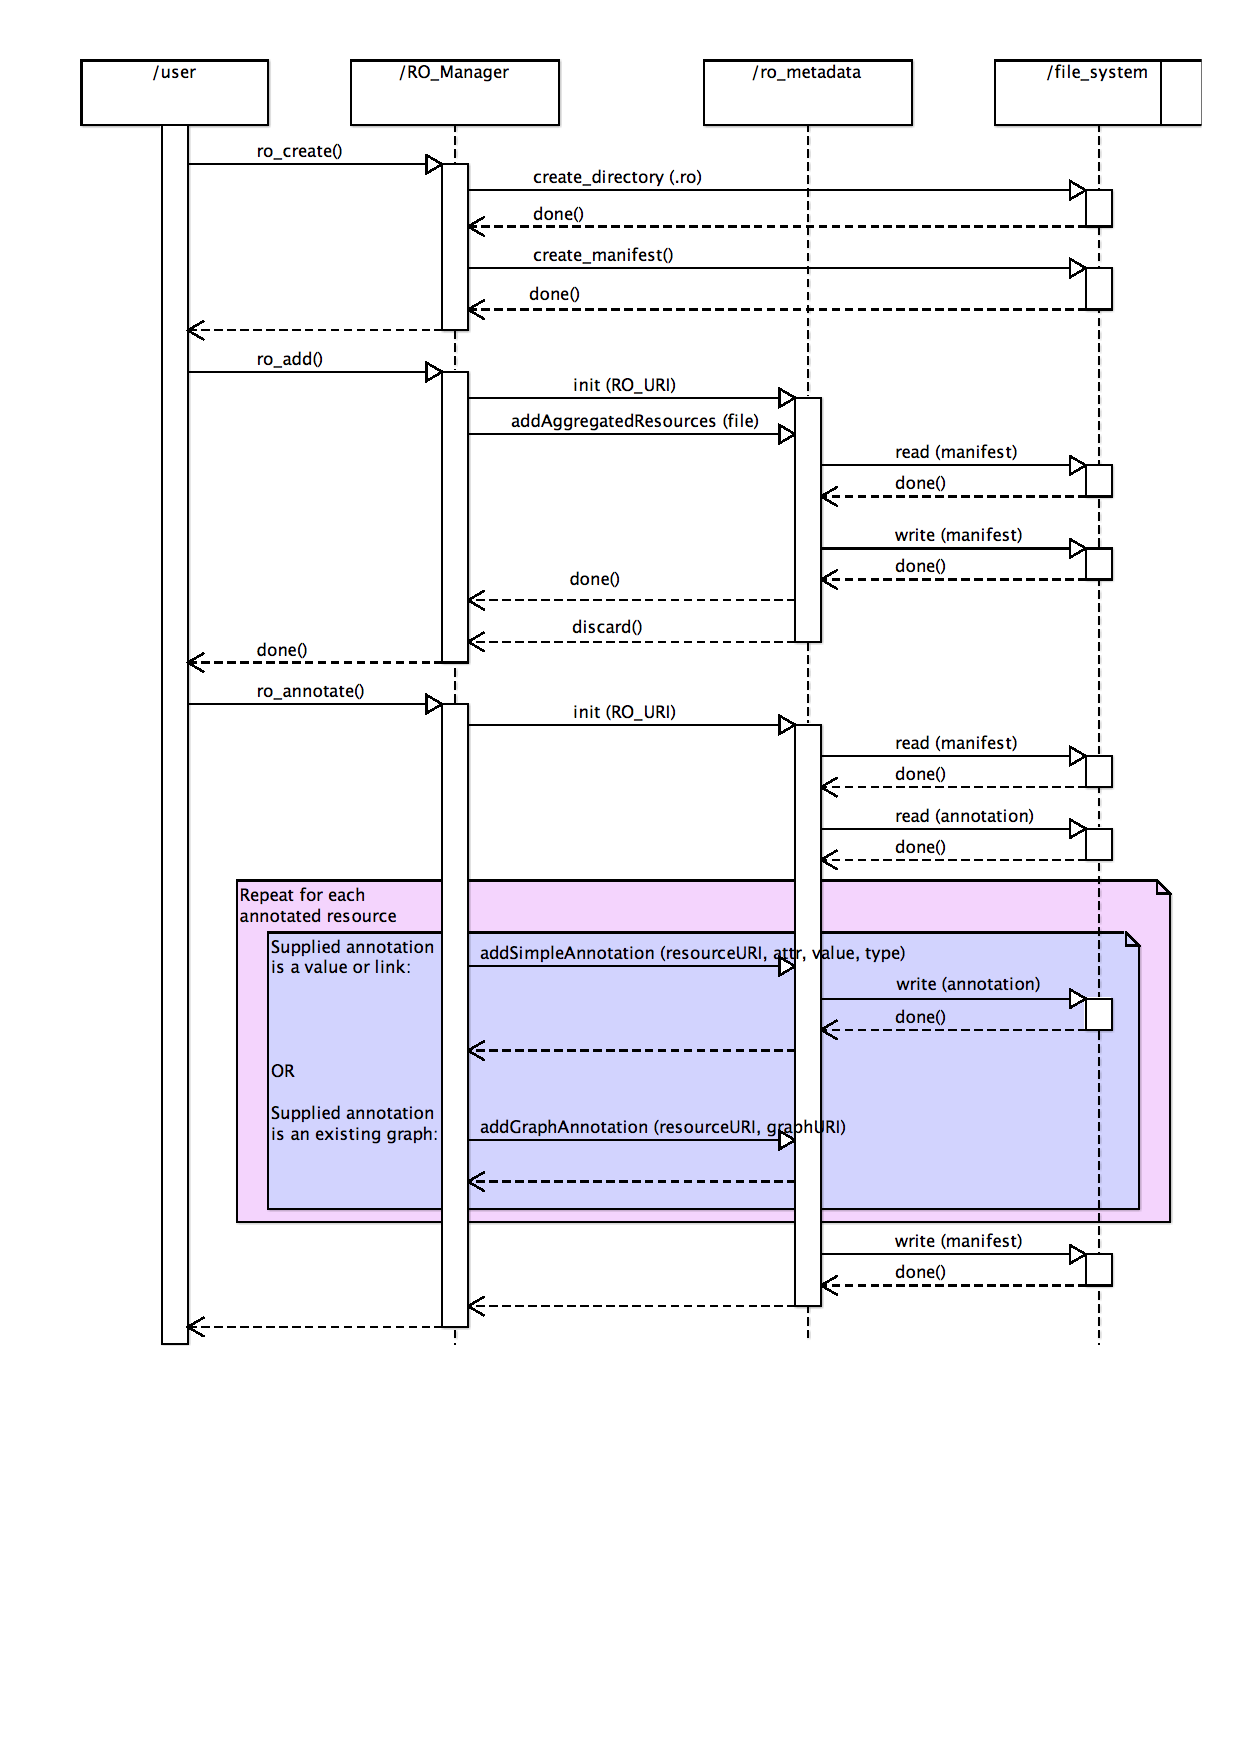 /user
/RO_Manager
/ro_metadata
/file_system
ro_create()
create_directory (.ro)
done()
create_manifest()
done()
ro_add()
init (RO_URI)
addAggregatedResources (file)
read (manifest)
done()
write (manifest)
done()
done()
discard()
done()
ro_annotate()
init (RO_URI)
read (manifest)
done()
read (annotation)
done()
Repeat for each
annotated resource
Supplied annotation
is a value or link:
addSimpleAnnotation (resourceURI, attr, value, type)
write (annotation)
done()
OR
Supplied annotation
is an existing graph:
addGraphAnnotation (resourceURI, graphURI)
write (manifest)
done()